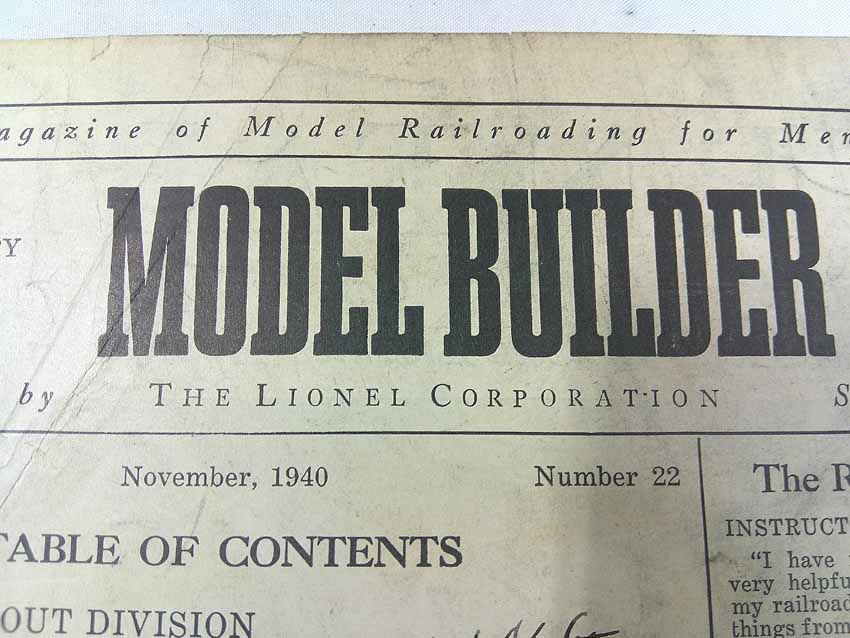 agazine of Model Railroading for Men
MODEL BUILDER
by THE LIONEL CORPORATION S
November, 1940 Number 22
TABLE OF CONTENTS
OUT DIVISION
The R
INSTRUCT
"I have
very helpfu
my railroad
things from